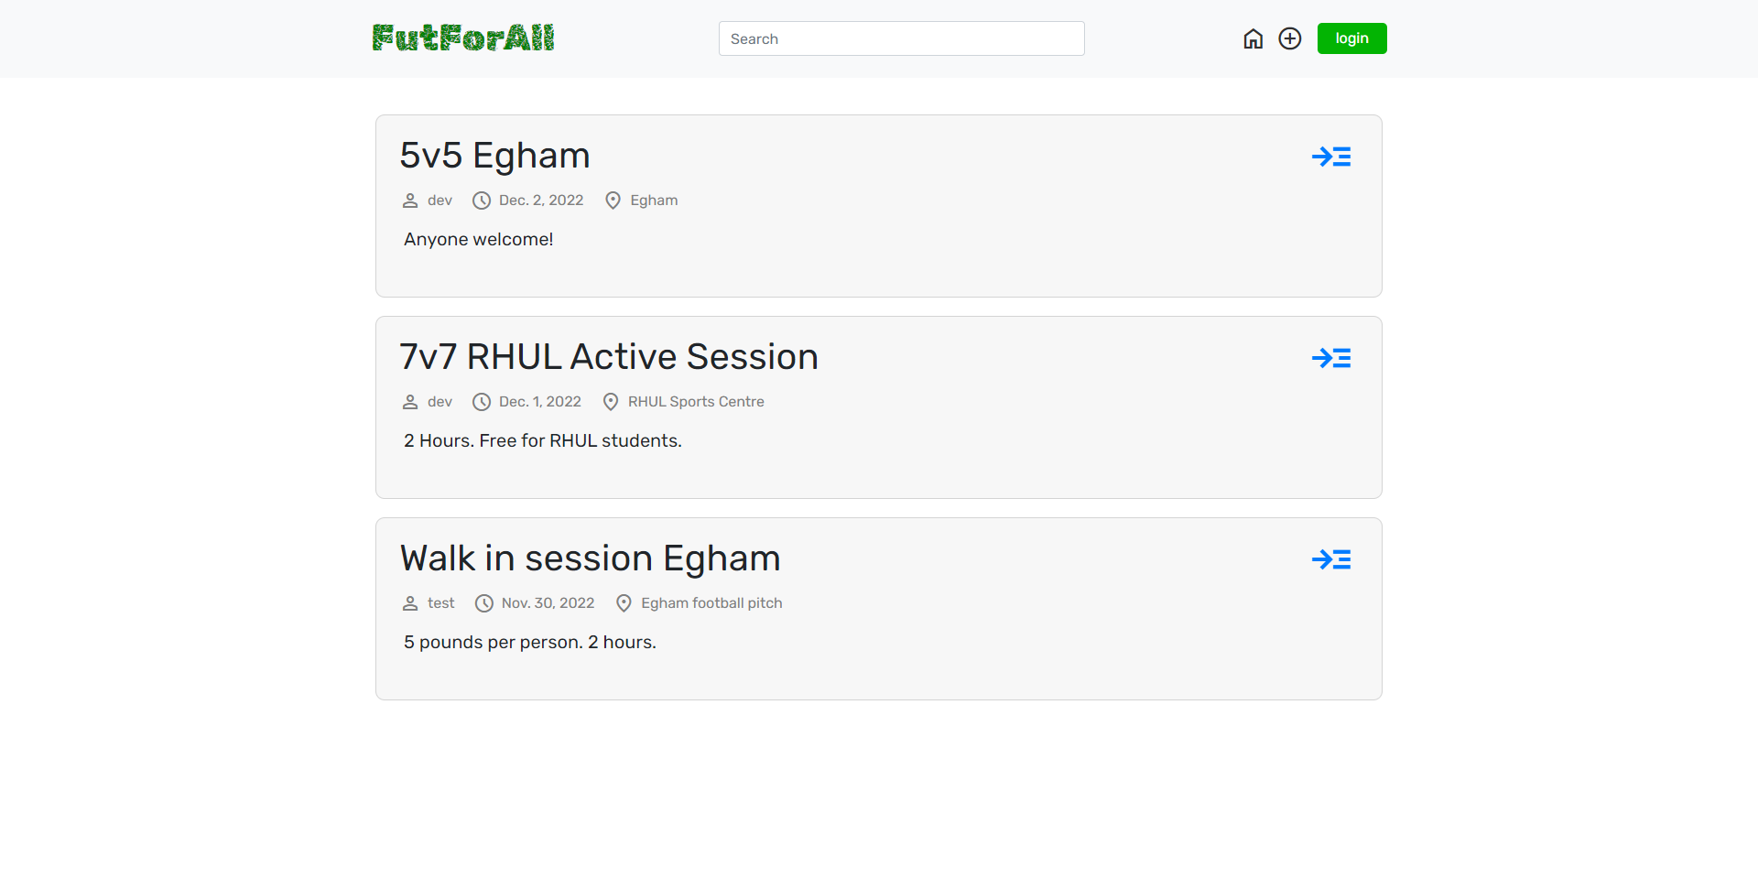 FutForAll Search login
5v5 Egham
dev Dec. 2, 2022 Egham
Anyone welcome!
7v7 RHUL Active Session
dev Dec. 1, 2022 RHUL Sports Centre
2 Hours. Free for RHUL students.
Walk in session Egham
test Nov. 30, 2022 Egham football pitch
5 pounds per person. 2 hours.